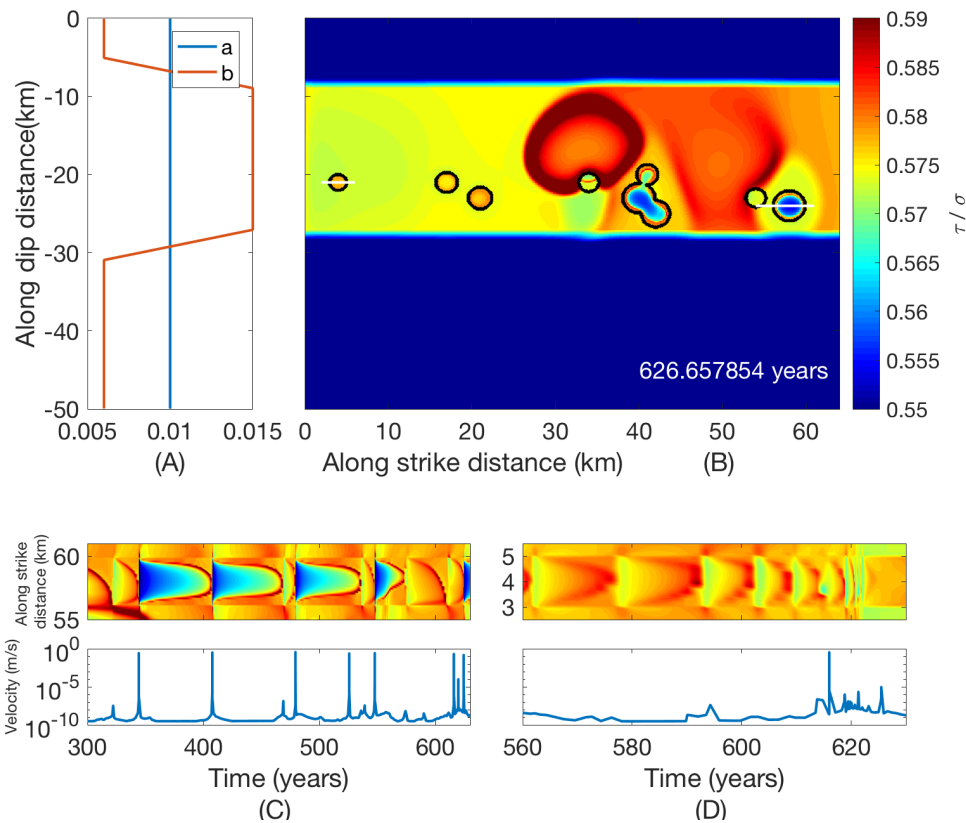 0
-10
-20
-30
-40
-50
Along dip distance(km)
a
b
0.005
0.01
0.015
(A)
626.657854 years
0
10
20
30
40
50
60
Along strike distance (km)
(B)
0.59
0.585
0.58
0.575
0.57
0.565
0.56
0.555
0.55
τ / σ
Along strike
distance (km)
60
55
5
4
3
Velocity (m/s)
10⁰
10⁻⁵
10⁻¹⁰
300
400
500
600
Time (years)
(C)
560
580
600
620
Time (years)
(D)